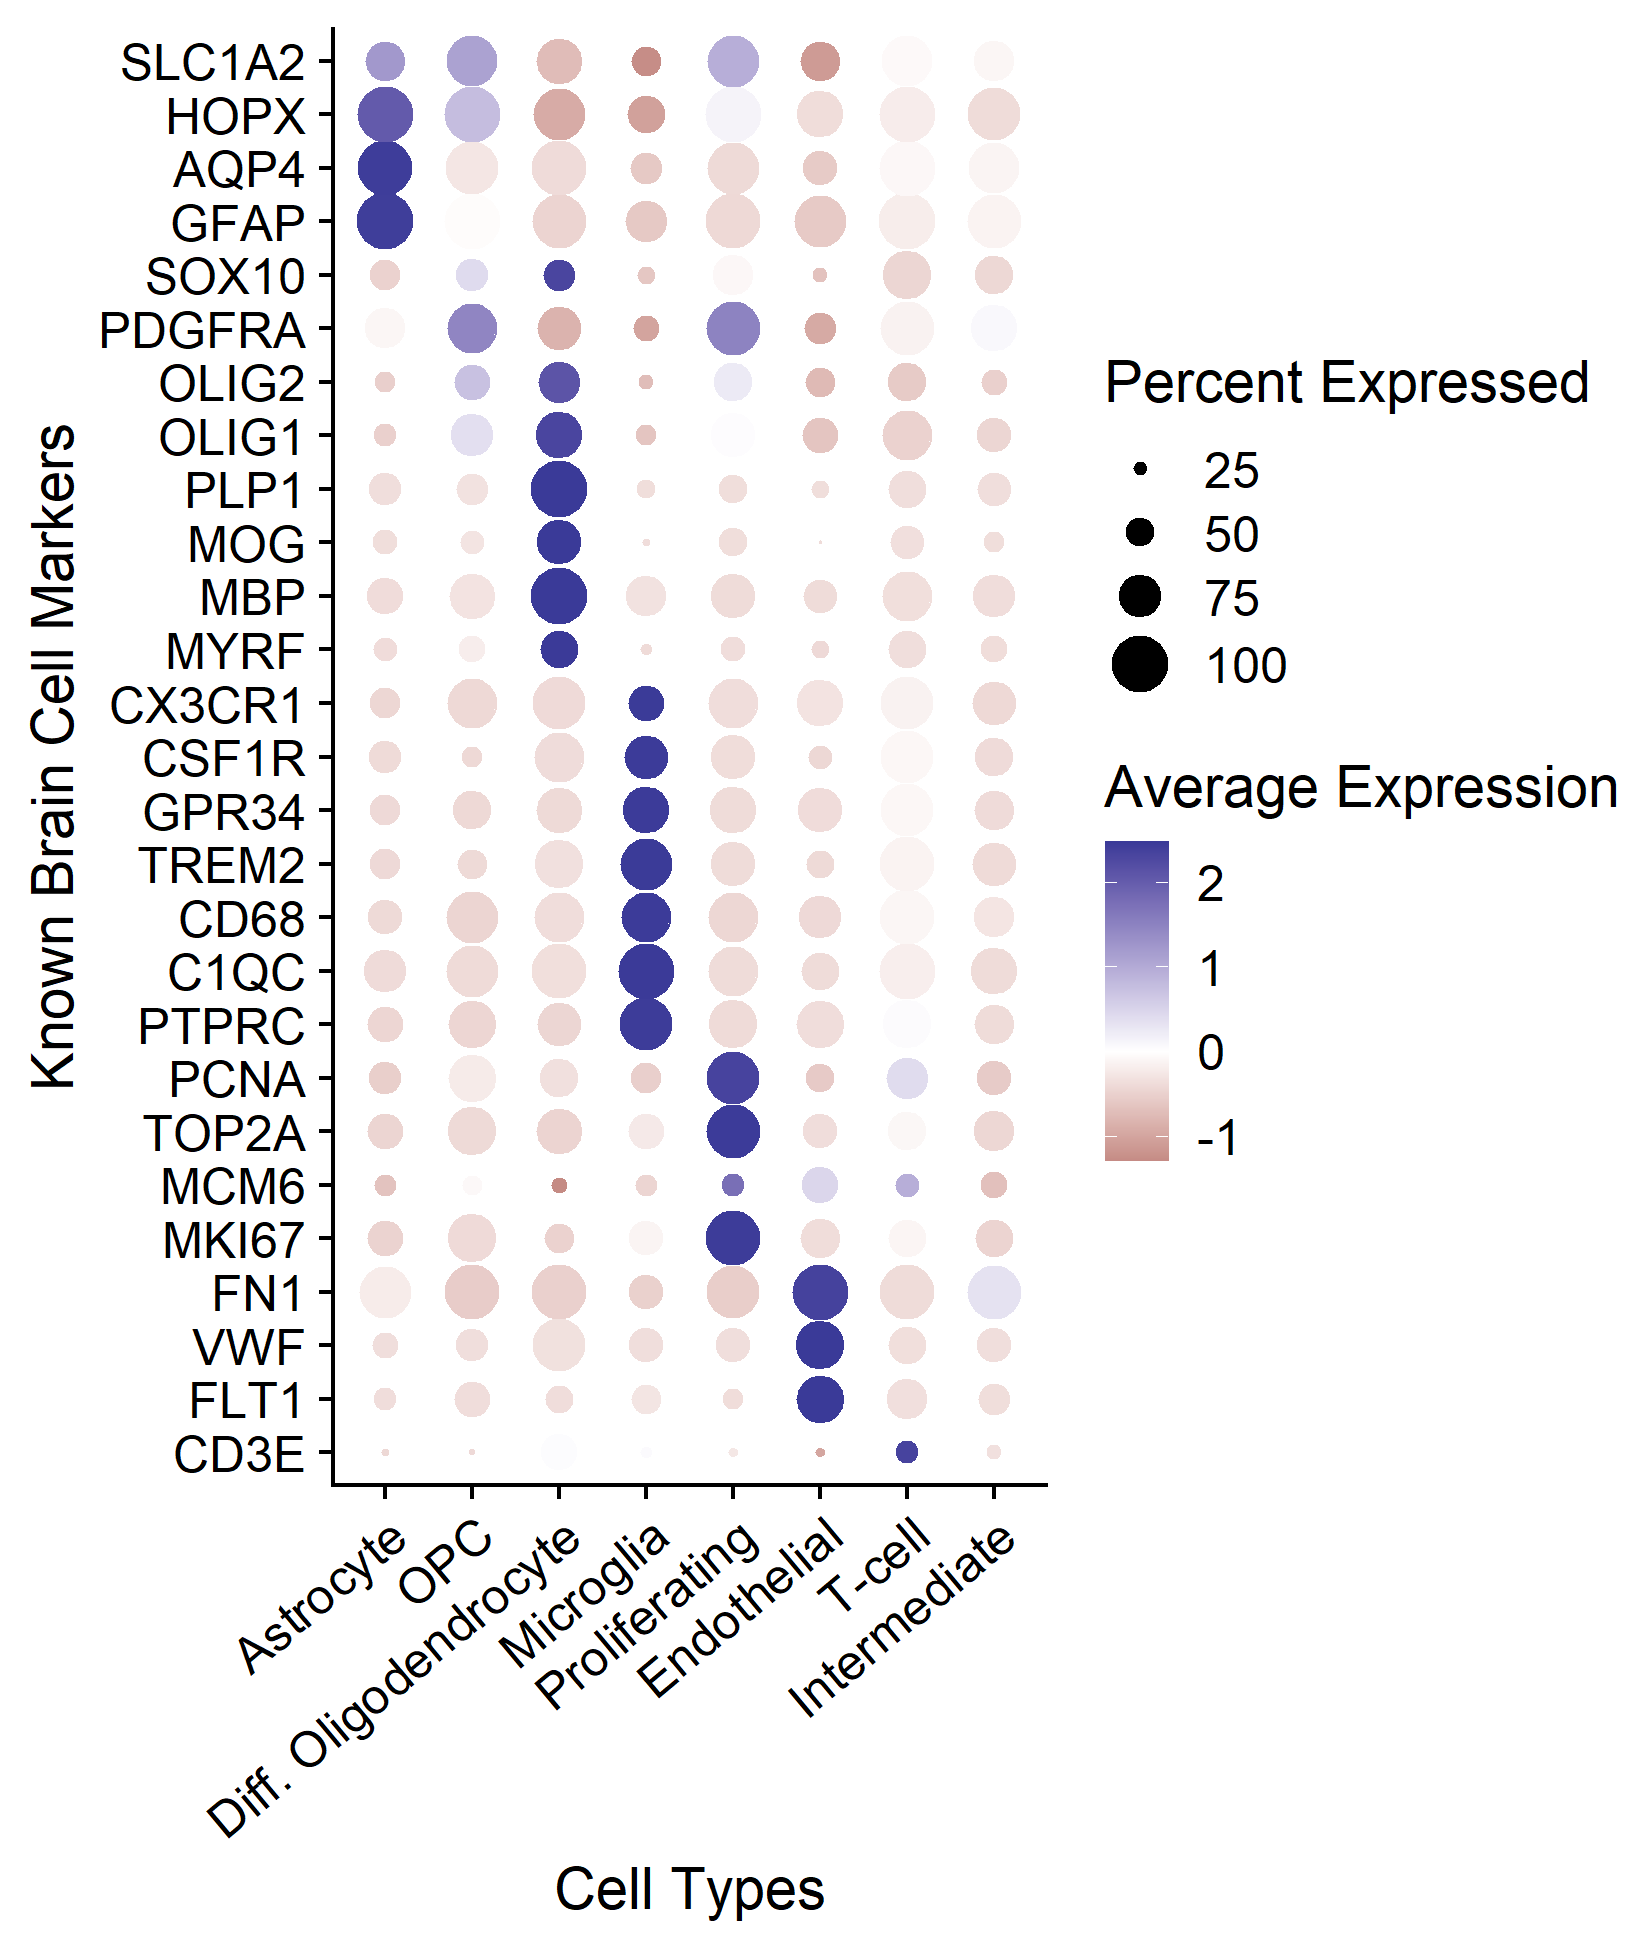 Known Brain Cell Markers
SLC1A2
HOPX
AQP4
GFAP
SOX10
PDGFRA
OLIG2
OLIG1
PLP1
MOG
MBP
MYRF
CX3CR1
CSF1R
GPR34
TREM2
CD68
C1QC
PTPRC
PCNA
TOP2A
MCM6
MKI67
FN1
VWF
FLT1
CD3E
Astrocyte
OPC
Diff. Oligodendrocyte
Microglia
Proliferating
Endothelial
T-cell
Intermediate
Cell Types
Percent Expressed
25
50
75
100
Average Expression
2
1
0
-1